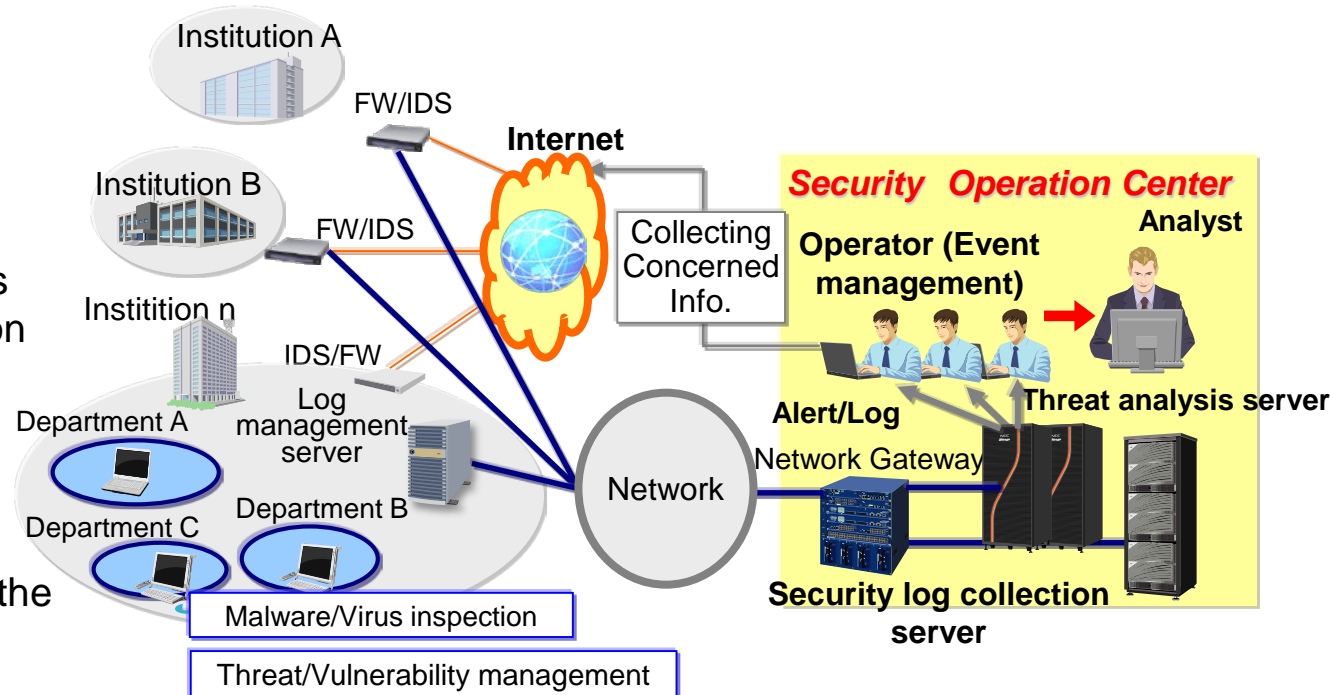 Institution A
FW/IDS
Internet
Institution B
FW/IDS
s
on
Institition n
IDS/FW
Log
management
server
Department A
Department B
Department C
the
Malware/Virus inspection
Threat/Vulnerability management
Network
Collecting
Concerned
Info.
Security Operation Center
Analyst
Operator (Event
management)
Alert/Log
Threat analysis server
Network Gateway
Security log collection
server